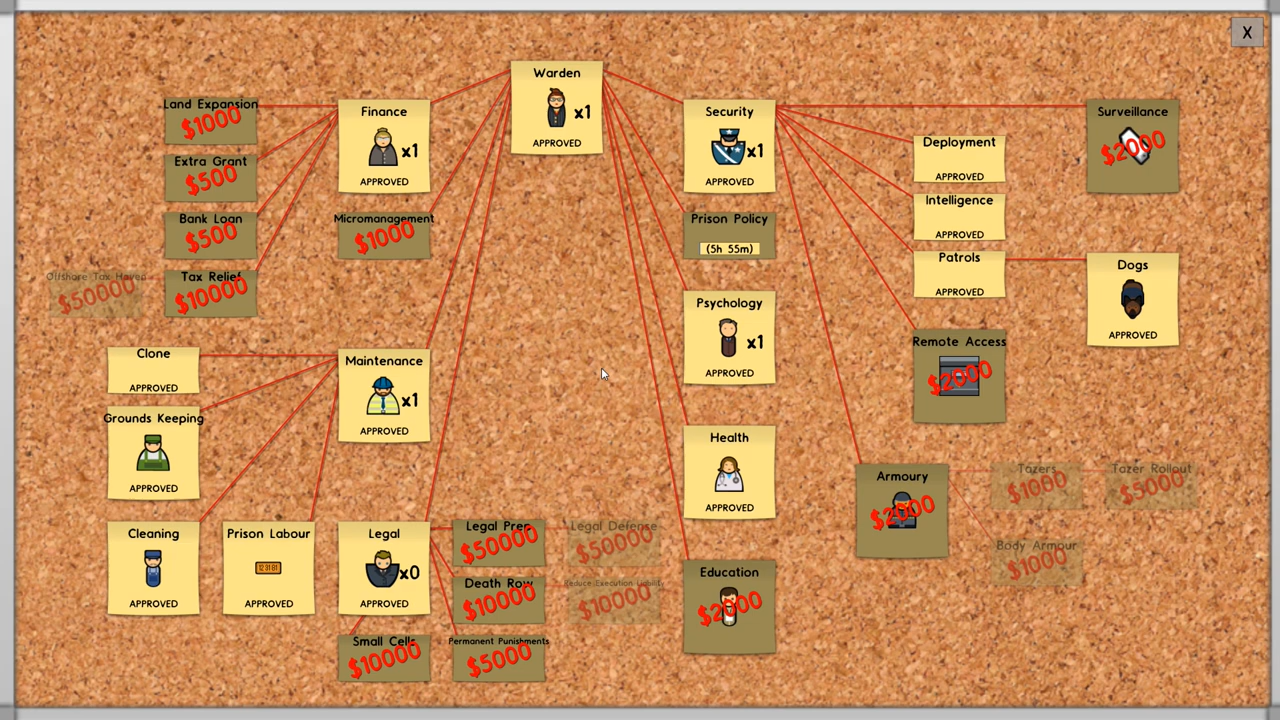 X
Warden
x1
APPROVED
Land Expansion
$1000
Finance
x1
APPROVED
Security
x1
APPROVED
Surveillance
$2000
Deployment
APPROVED
Extra Grant
$500
Intelligence
APPROVED
Bank Loan
$500
Micromanagement
$1000
Prison Policy
(5h 55m)
Patrols
APPROVED
Dogs
APPROVED
Offshore Tax Haven
$50000
Tax Relief
$10000
Psychology
x1
APPROVED
Remote Access
$2000
Clone
APPROVED
Maintenance
x1
APPROVED
Grounds Keeping
APPROVED
Health
APPROVED
Armoury
$2000
Tazers
$1000
Tazer Rollout
$5000
Body Armour
$1000
Cleaning
APPROVED
Prison Labour
APPROVED
Legal
x0
APPROVED
Legal Prep
$50000
Legal Defense
$50000
Death Row
$10000
Reduce Execution Liability
$10000
Education
$2000
Small Cells
$10000
Permanent Punishments
$5000